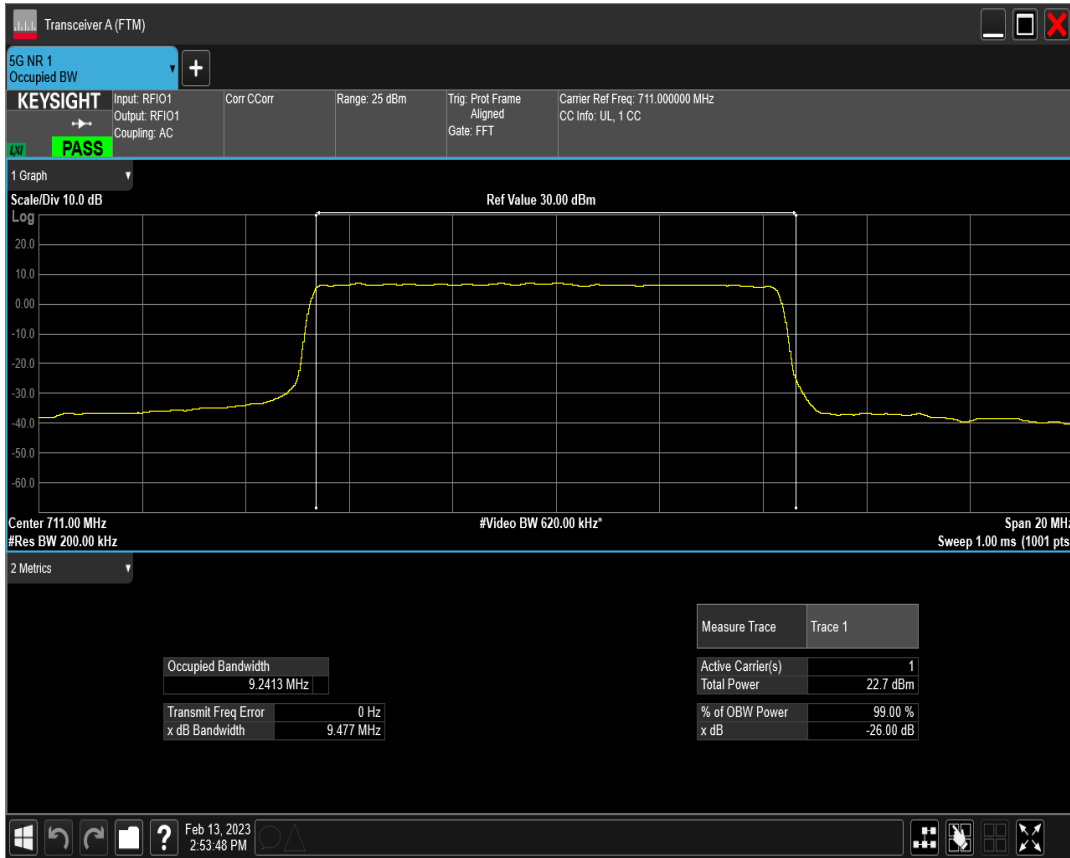 Transceiver A (FTM)
5G NR 1
Occupied BW
+
KEYSIGHT
LXI
PASS
Input: RFIO1
Output: RFIO1
Coupling: AC
Corr CCorr
Range: 25 dBm
Trig: Prot Frame
Aligned
Gate: FFT
Carrier Ref Freq: 711.000000 MHz
CC Info: UL, 1 CC
1 Graph
Scale/Div 10.0 dB
Ref Value 30.00 dBm
Log
20.0
10.0
0.00
-10.0
-20.0
-30.0
-40.0
-50.0
-60.0
Center 711.00 MHz
#Video BW 620.00 kHz*
Span 20 MHz
#Res BW 200.00 kHz
Sweep 1.00 ms (1001 pts
2 Metrics
Measure Trace Trace 1
Occupied Bandwidth
9.2413 MHz
Active Carrier(s) 1
Total Power 22.7 dBm
Transmit Freq Error 0 Hz
x dB Bandwidth 9.477 MHz
% of OBW Power 99.00 %
x dB -26.00 dB
?
Feb 13, 2023
2:53:48 PM